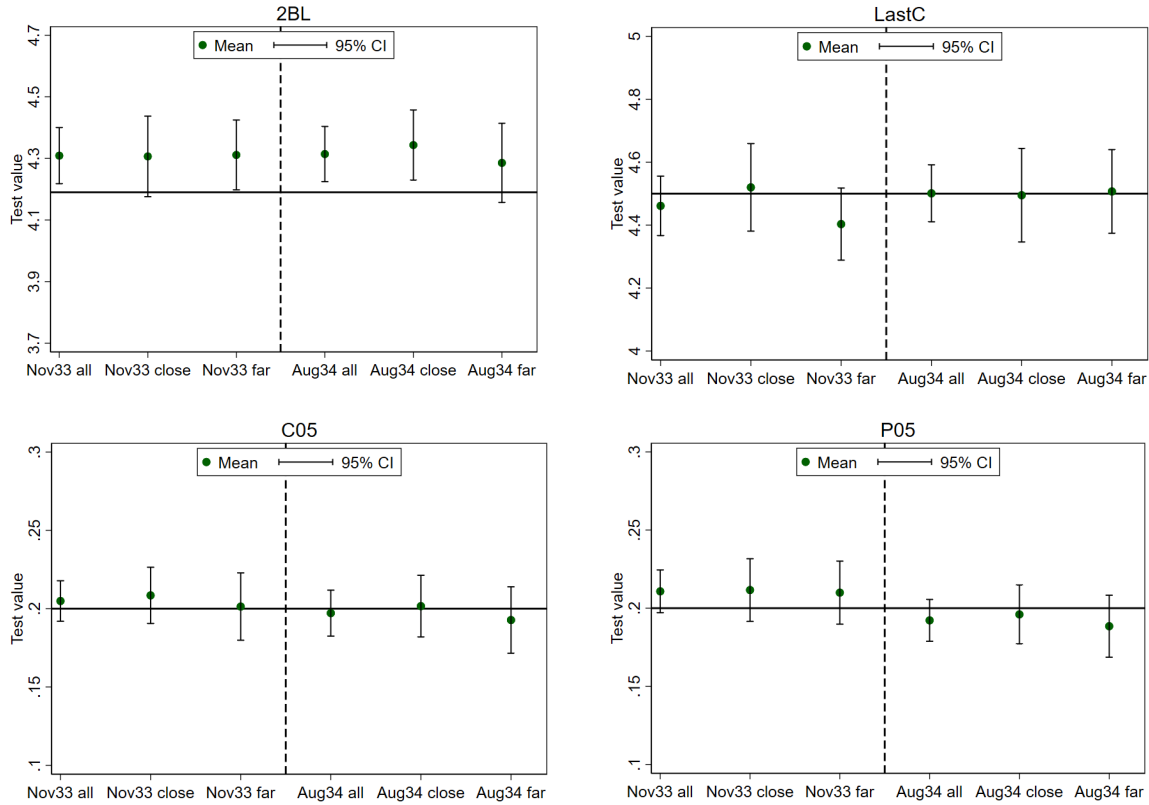 2BL
Mean 95% CI
Test value
4.7
4.5
4.3
4.1
3.9
3.7
Nov33 all Nov33 close Nov33 far Aug34 all Aug34 close Aug34 far
LastC
Mean 95% CI
Test value
5
4.8
4.6
4.4
4.2
4
Nov33 all Nov33 close Nov33 far Aug34 all Aug34 close Aug34 far
C05
Mean 95% CI
Test value
.3
.25
.2
.15
.1
Nov33 all Nov33 close Nov33 far Aug34 all Aug34 close Aug34 far
P05
Mean 95% CI
Test value
.3
.25
.2
.15
.1
Nov33 all Nov33 close Nov33 far Aug34 all Aug34 close Aug34 far